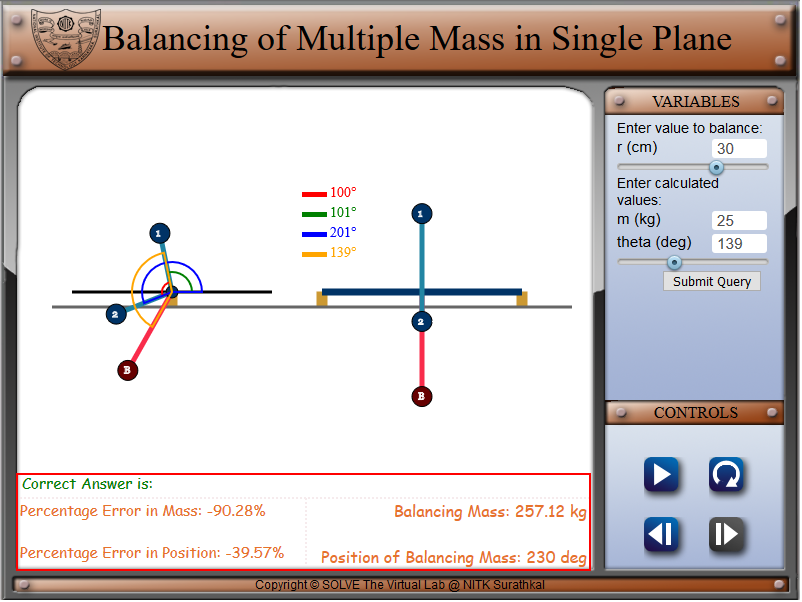 Balancing of Multiple Mass in Single Plane
VARIABLES
Enter value to balance:
r (cm) 30
Enter calculated
values:
m (kg) 25
theta (deg) 139
Submit Query
100°
101°
201°
139°
1
2
B
1
2
B
CONTROLS
Correct Answer is:
Percentage Error in Mass: -90.28%
Balancing Mass: 257.12 kg
Percentage Error in Position: -39.57%
Position of Balancing Mass: 230 deg
Copyright © SOLVE The Virtual Lab @ NITK Surathkal